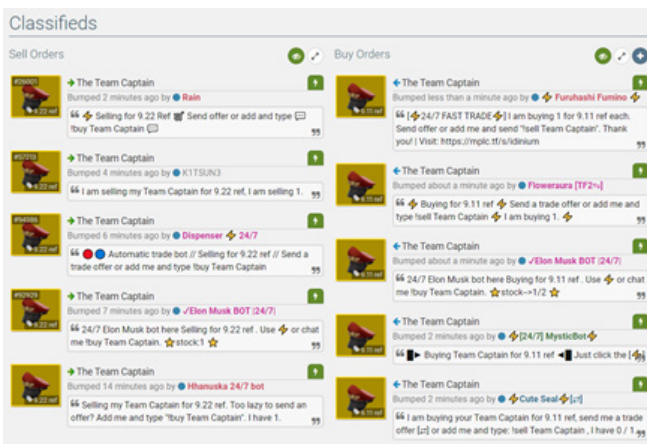 Classifieds
Sell Orders
The Team Captain
Bumped 2 minutes ago by Rain
⚡ Selling for 9.22 Ref Send offer or add and type
!buy Team Captain
9.22 ref
The Team Captain
Bumped 4 minutes ago by K1TSUN3
I am selling my Team Captain for 9.22 ref, I am selling 1.
9.22 ref
The Team Captain
Bumped 6 minutes ago by Dispenser ⚡ 24/7
🔴🔵 Automatic trade bot // Selling for 9.22 ref // Send a
trade offer or add me and type !buy Team Captain
9.22 ref
The Team Captain
Bumped 7 minutes ago by √Elon Musk BOT |24/7|
24/7 Elon Musk bot here Selling for 9.22 ref . Use ⚡ or chat
me !buy Team Captain. ⭐stock:1 ⭐
9.22 ref
The Team Captain
Bumped 14 minutes ago by Hhanuska 24/7 bot
Selling my Team Captain for 9.22 ref. Too lazy to send an
offer? Add me and type "!buy Team Captain". I have 1.
9.22 ref
Buy Orders
The Team Captain
Bumped less than a minute ago by ⚡ Furuhashi Fumino ⚡
[⚡24/7 FAST TRADE⚡] I am buying 1 for 9.11 ref each.
Send offer or add me and send "!sell Team Captain". Thank
you! | Visit: https://mplc.tf/s/idinium
9.11 ref
The Team Captain
Bumped about a minute ago by Floweraura [TF2
⚡ Buying for 9.11 ref ⚡ Send a trade offer or add me and
type !sell Team Captain ⚡ I am buying 1. ⚡
9.11 ref
The Team Captain
Bumped about a minute ago by √Elon Musk BOT |24/7|
24/7 Elon Musk bot here Buying for 9.11 ref . Use ⚡ or chat
me !buy Team Captain. ⭐stock-->1/2 ⭐
9.11 ref
The Team Captain
Bumped 2 minutes ago by ⚡[24/7] MysticBot⚡
Buying Team Captain for 9.11 ref Just click the [⚡]
9.11 ref
The Team Captain
Bumped 2 minutes ago by ⚡Cute Seal⚡[⇄]
I am buying your Team Captain for 9.11 ref, send me a trade
offer [⇄] or add me and type: !sell Team Captain , I have 0 / 1
9.11 ref